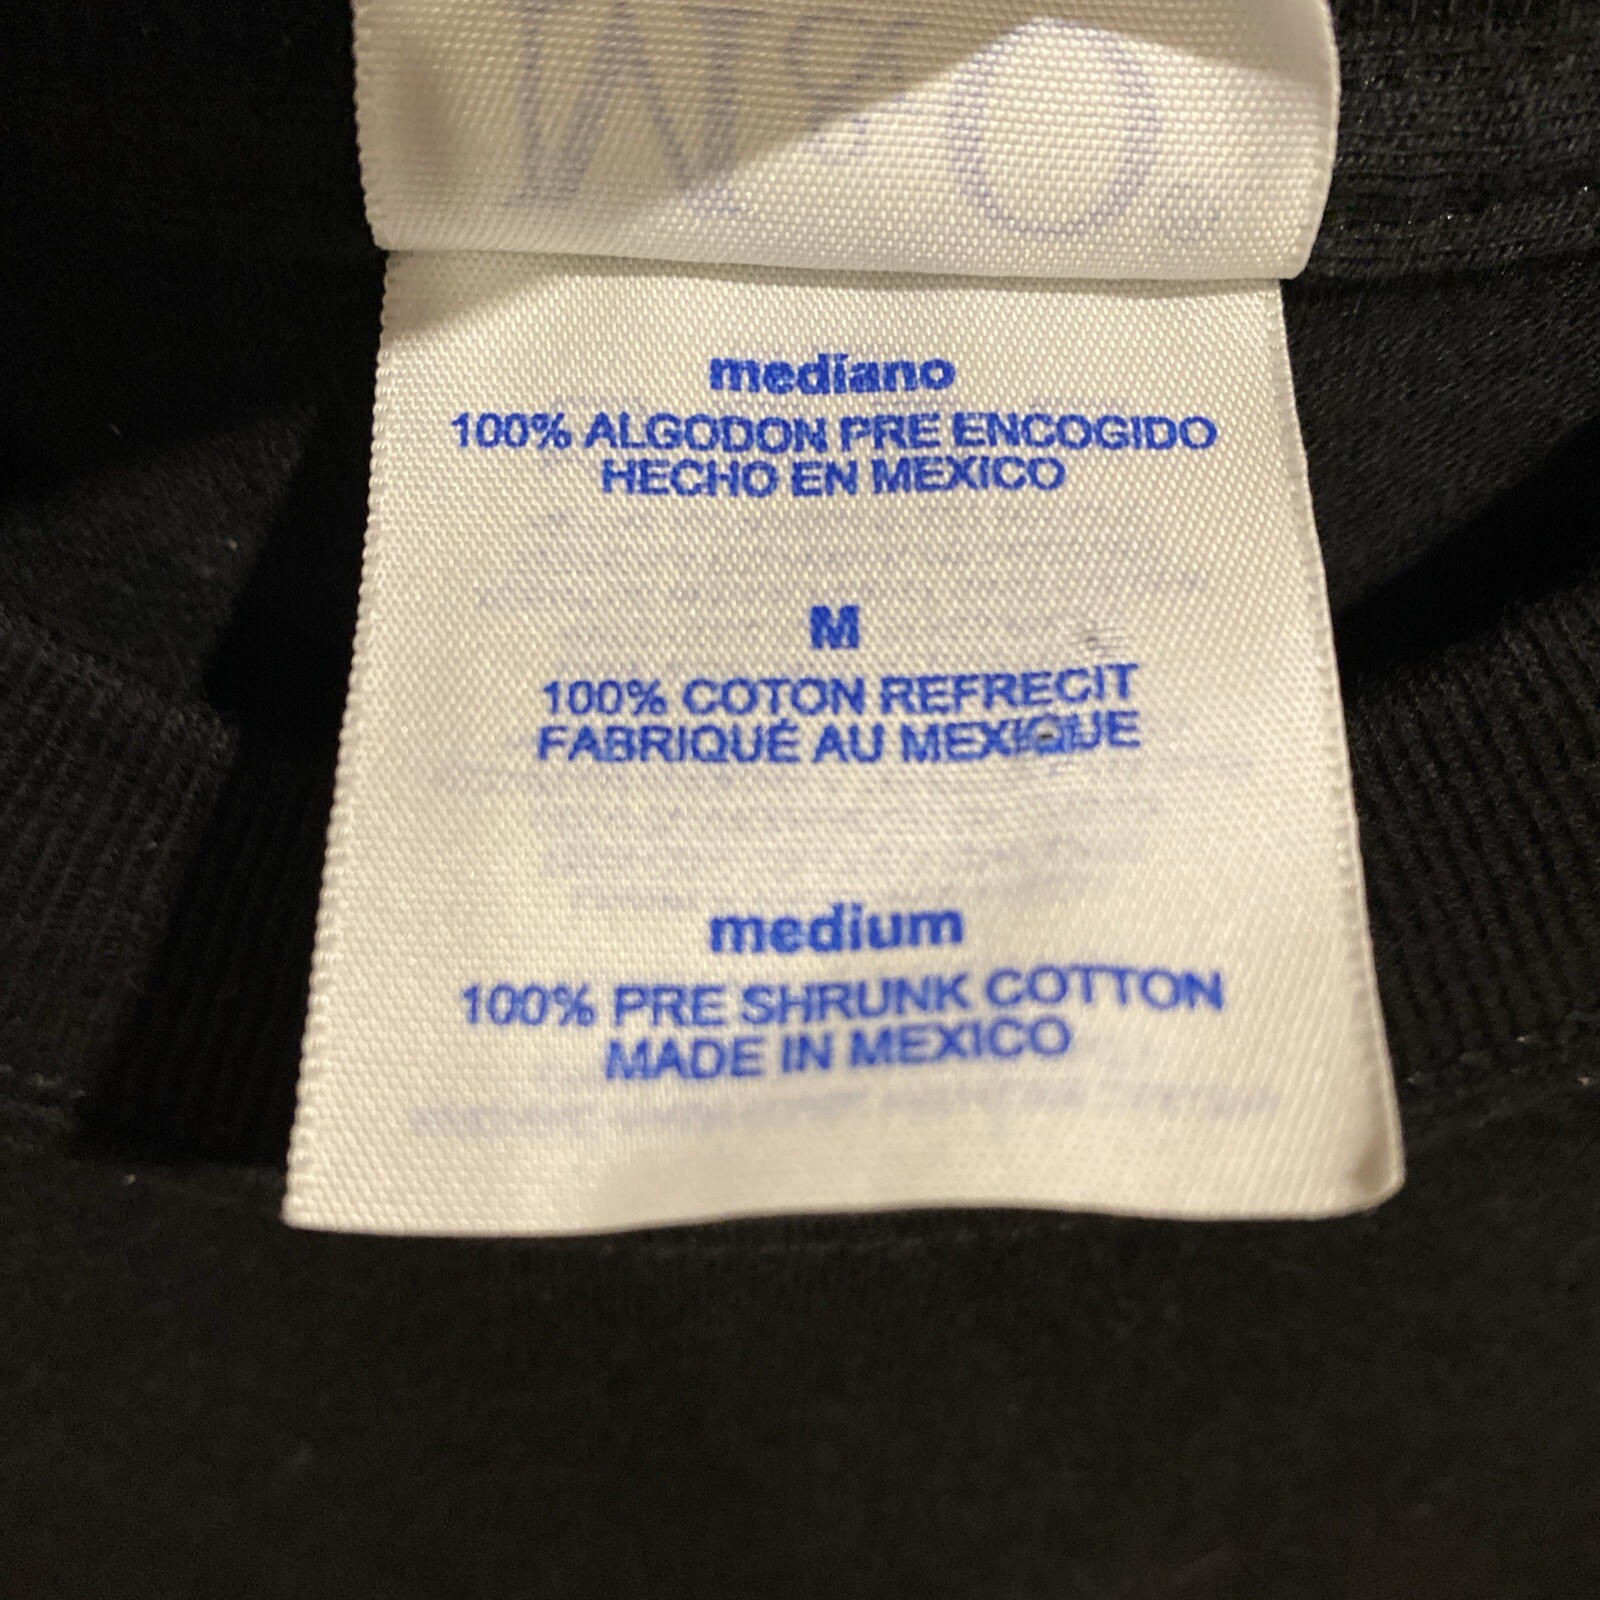 M&O®
mediano
100% ALGODON PRE ENCOGIDO
HECHO EN MEXICO
M
100% COTON REFRECIT
FABRIQUÉ AU MEXIQUE
medium
100% PRE SHRUNK COTTON
MADE IN MEXICO